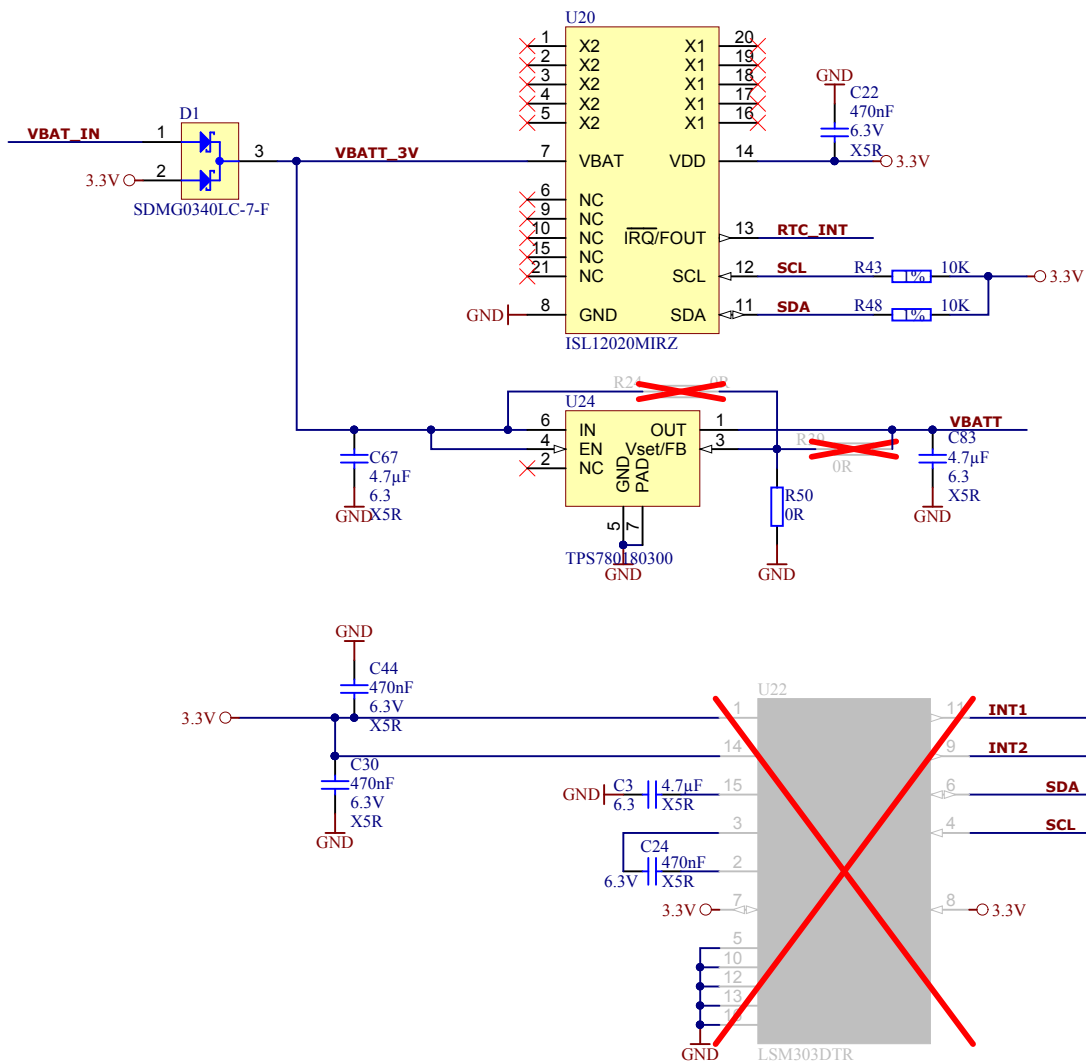 U20
1 X2 X1 20
2 X2 X1 19
3 X2 X1 18
4 X2 X1 17
5 X2 X1 16
GND
C22
470nF
6.3V
X5R
D1
VBAT_IN 1
3.3V 2
3 VBATT_3V 7 VBAT VDD 14 3.3V
SDMG0340LC-7-F
6 NC
9 NC
10 NC
15 NC
21 NC
IRQ/FOUT 13 RTC_INT
SCL 12 SCL R43 1% 10K 3.3V
GND 8 GND SDA 11 SDA R48 1% 10K
ISL12020MIRZ
R24 0R
U24
6 IN OUT 1 VBATT
4 EN Vset/FB 3
2 NC
GND
PAD
5
7
TPS780180300
GND
C67
4.7µF
6.3
X5R
GND
0R
R50
0R
GND
C83
4.7µF
6.3
X5R
GND
GND
C44
470nF
6.3V
X5R
3.3V
C30
470nF
6.3V
X5R
GND
U22
1 11 INT1
14 9 INT2
GND C3 4.7µF 15 6 SDA
6.3 X5R
3 4 SCL
C24 470nF 2
6.3V X5R
3.3V 7 8 3.3V
5
10
12
13
GND
LSM303DTR